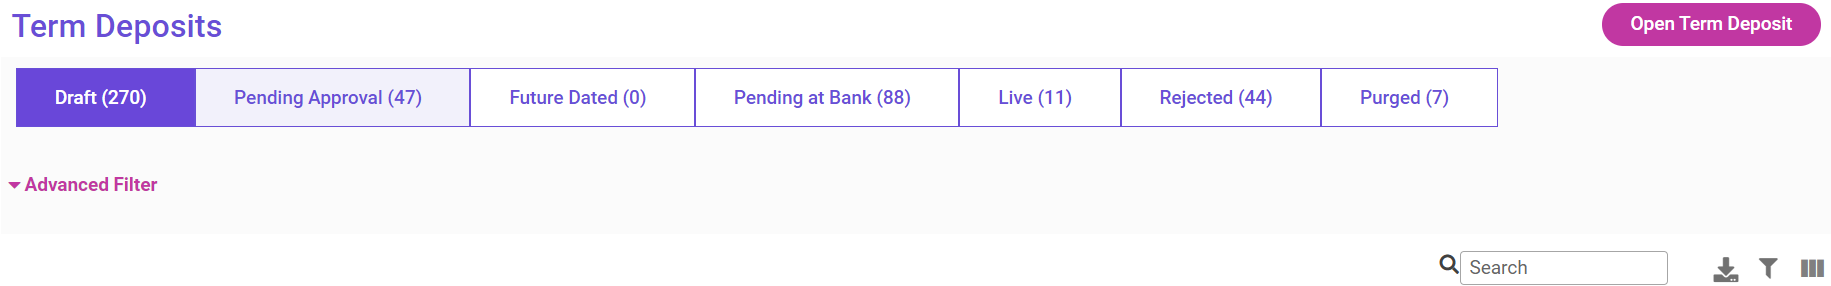 Term Deposits
Open Term Deposit
Draft (270)
Pending Approval (47)
Future Dated (0)
Pending at Bank (88)
Live (11)
Rejected (44)
Purged (7)
Advanced Filter
Search